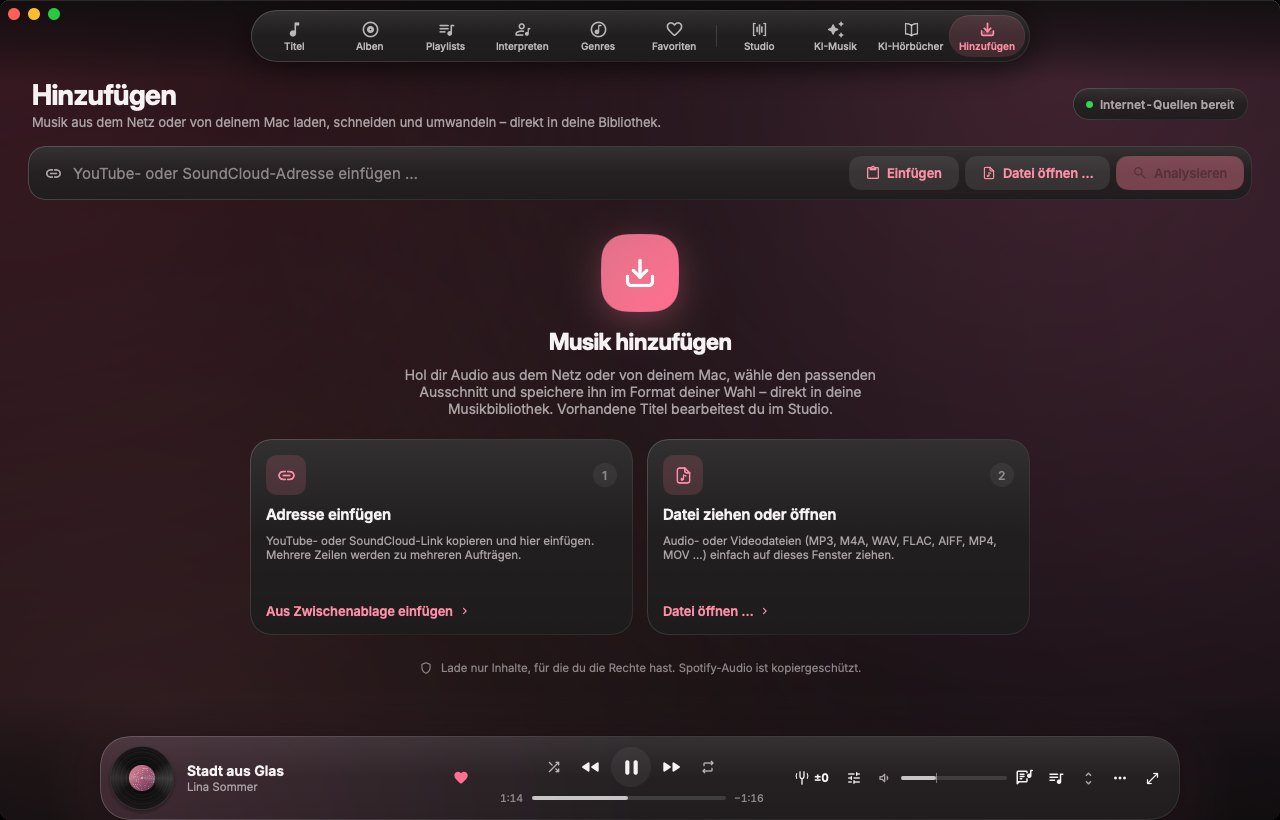 Titel
Alben
Playlists
Interpreten
Genres
Favoriten
Studio
KI-Musik
KI-Hörbücher
Hinzufügen
Hinzufügen
Musik aus dem Netz oder von deinem Mac laden, schneiden und umwandeln – direkt in deine Bibliothek.
Internet-Quellen bereit
YouTube- oder SoundCloud-Adresse einfügen ...
Einfügen
Datei öffnen ...
Analysieren
Musik hinzufügen
Hol dir Audio aus dem Netz oder von deinem Mac, wähle den passenden
Ausschnitt und speichere ihn im Format deiner Wahl – direkt in deine
Musikbibliothek. Vorhandene Titel bearbeitest du im Studio.
1
Adresse einfügen
YouTube- oder SoundCloud-Link kopieren und hier einfügen.
Mehrere Zeilen werden zu mehreren Aufträgen.
Aus Zwischenablage einfügen
2
Datei ziehen oder öffnen
Audio- oder Videodateien (MP3, M4A, WAV, FLAC, AIFF, MP4,
MOV ...) einfach auf dieses Fenster ziehen.
Datei öffnen ...
Lade nur Inhalte, für die du die Rechte hast. Spotify-Audio ist kopiergeschützt.
Stadt aus Glas
Lina Sommer
1:14
−1:16
±0